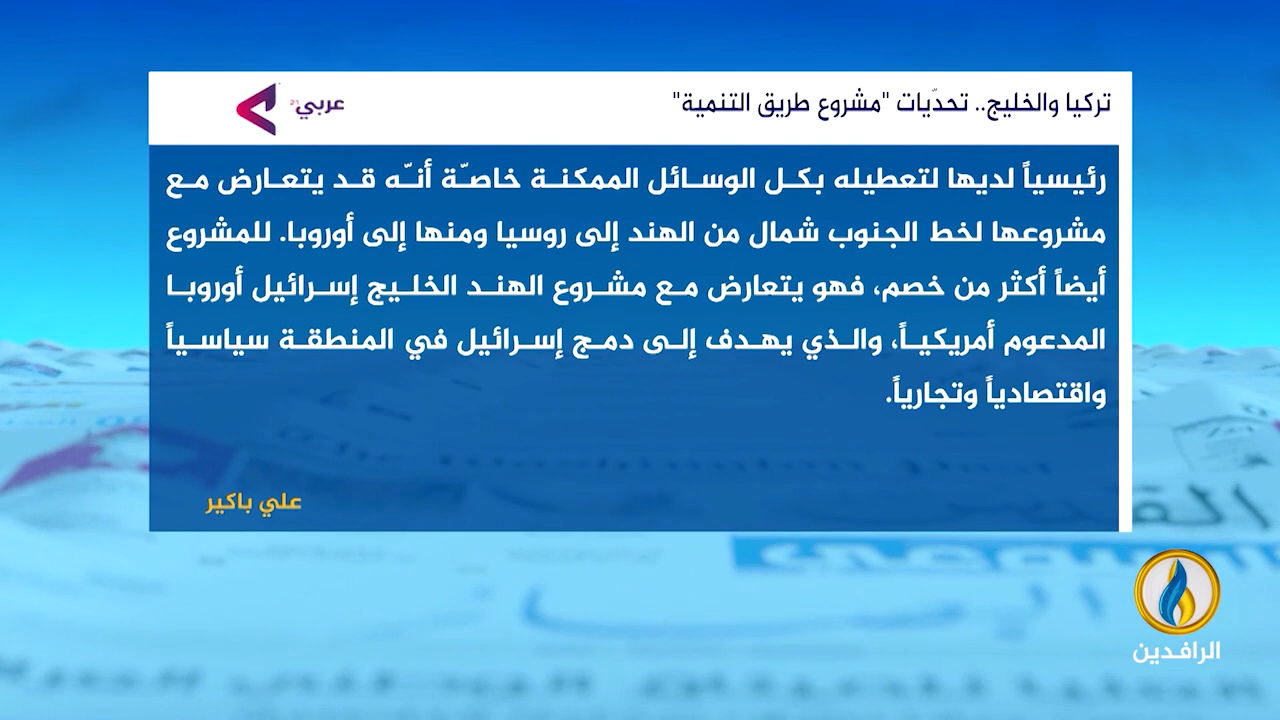 تركيا والخليج.. تحدّيات "مشروع طريق التنمية"
عربي21
رئيسياً لديها لتعطيله بكل الوسائل الممكنة خاصّة أنّه قد يتعارض مع
مشروعها لخط الجنوب شمال من الهند إلى روسيا ومنها إلى أوروبا. للمشروع
أيضاً أكثر من خصم، فهو يتعارض مع مشروع الهند الخليج إسرائيل أوروبا
المدعوم أمريكياً، والذي يهدف إلى دمج إسرائيل في المنطقة سياسياً
واقتصادياً وتجارياً.
علي باكير
الرافدين